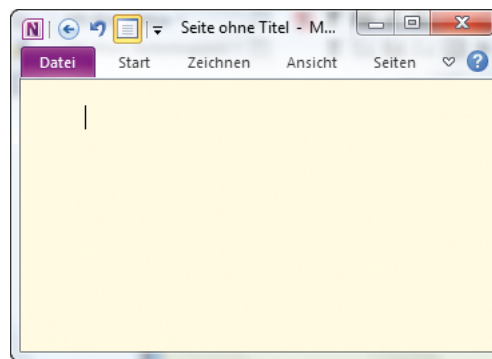 N Seite ohne Titel - M...
Datei Start Zeichnen Ansicht Seiten ?